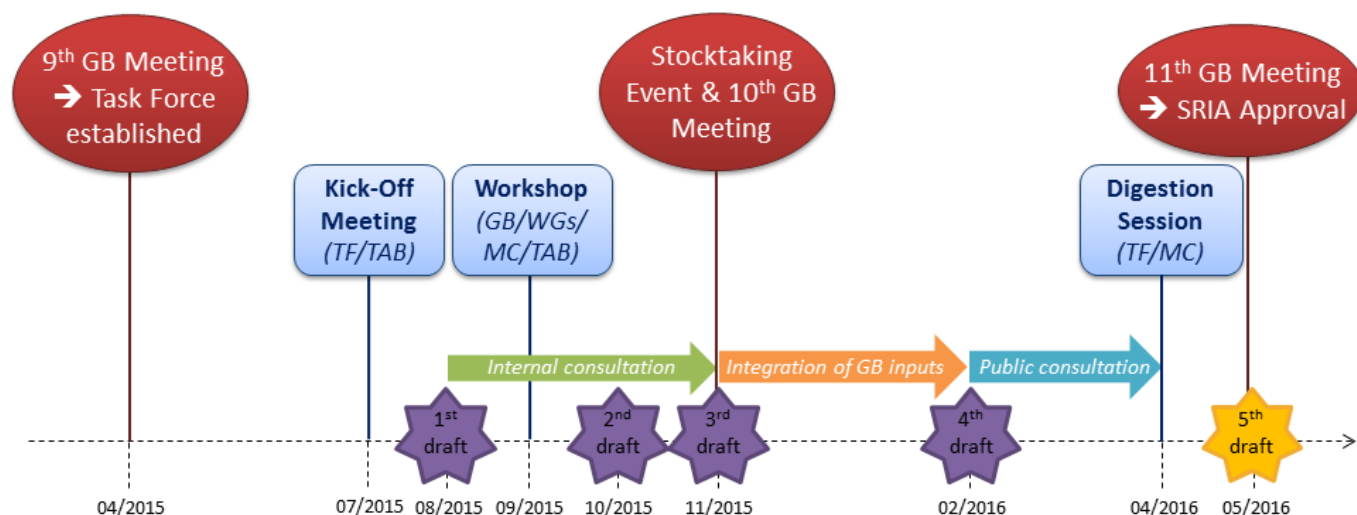 9th GB Meeting
➔ Task Force
established
Stocktaking
Event & 10th GB
Meeting
11th GB Meeting
➔ SRIA Approval
Kick-Off
Meeting
(TF/TAB)
Workshop
(GB/WGs/
MC/TAB)
Digestion
Session
(TF/MC)
Internal consultation
Integration of GB inputs
Public consultation
1st
draft
2nd
draft
3rd
draft
4th
draft
5th
draft
04/2015
07/2015
08/2015
09/2015
10/2015
11/2015
02/2016
04/2016
05/2016